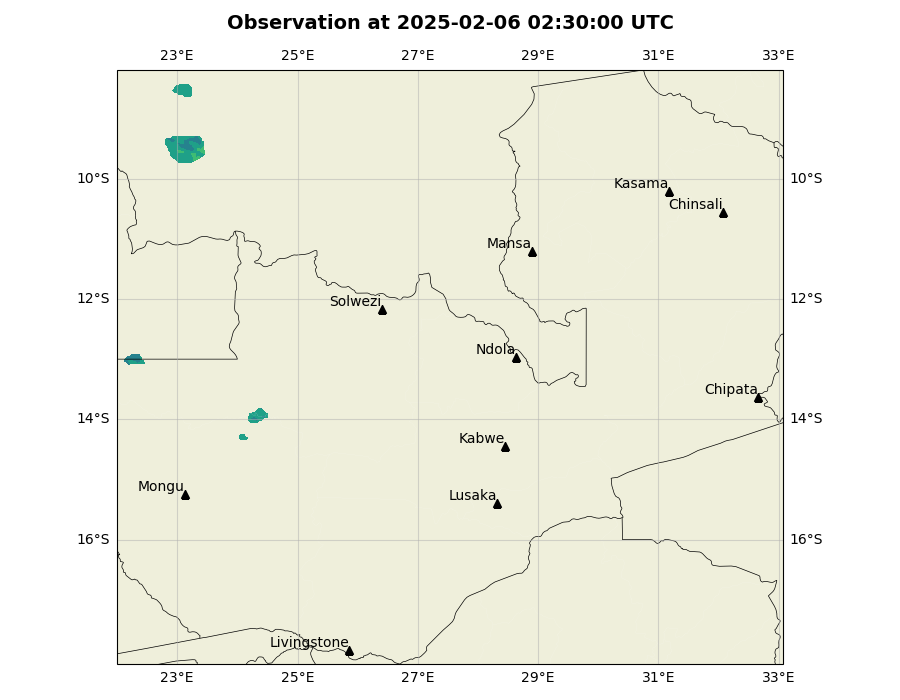 Observation at 2025-02-06 02:30:00 UTC
23°E 25°E 27°E 29°E 31°E 33°E
10°S 10°S
Kasama
Chinsali
Mansa
12°S 12°S
Solwezi
Ndola
Chipata
14°S 14°S
Kabwe
Mongu
Lusaka
16°S 16°S
Livingstone
23°E 25°E 27°E 29°E 31°E 33°E